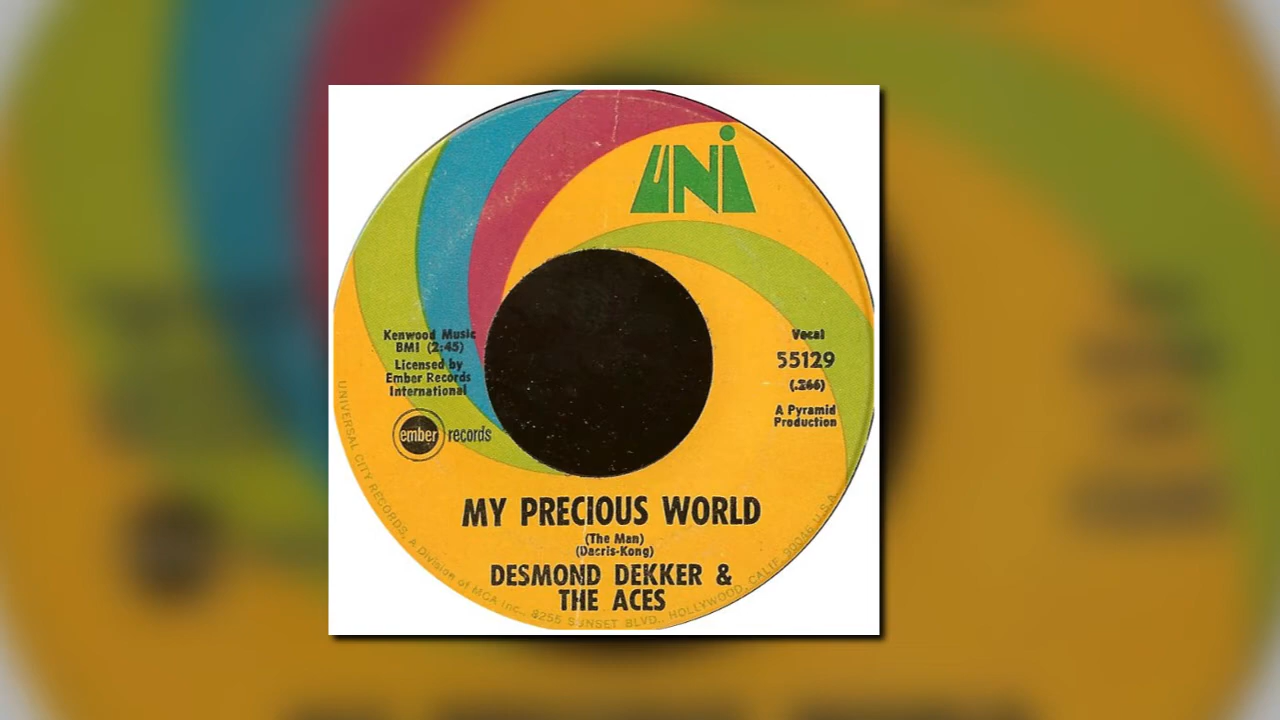 UNI
Kenwood Music
BMI (2:45)
Licensed by
Ember Records
International
ember records
Vocal
55129
(.266)
A Pyramid
Production
MY PRECIOUS WORLD
(The Man)
(Dacris-Kong)
DESMOND DEKKER &
THE ACES
UNIVERSAL CITY RECORDS, A Division of MCA Inc., 8255 SUNSET BLVD., HOLLYWOOD, CALIF. 90046 U.S.A.